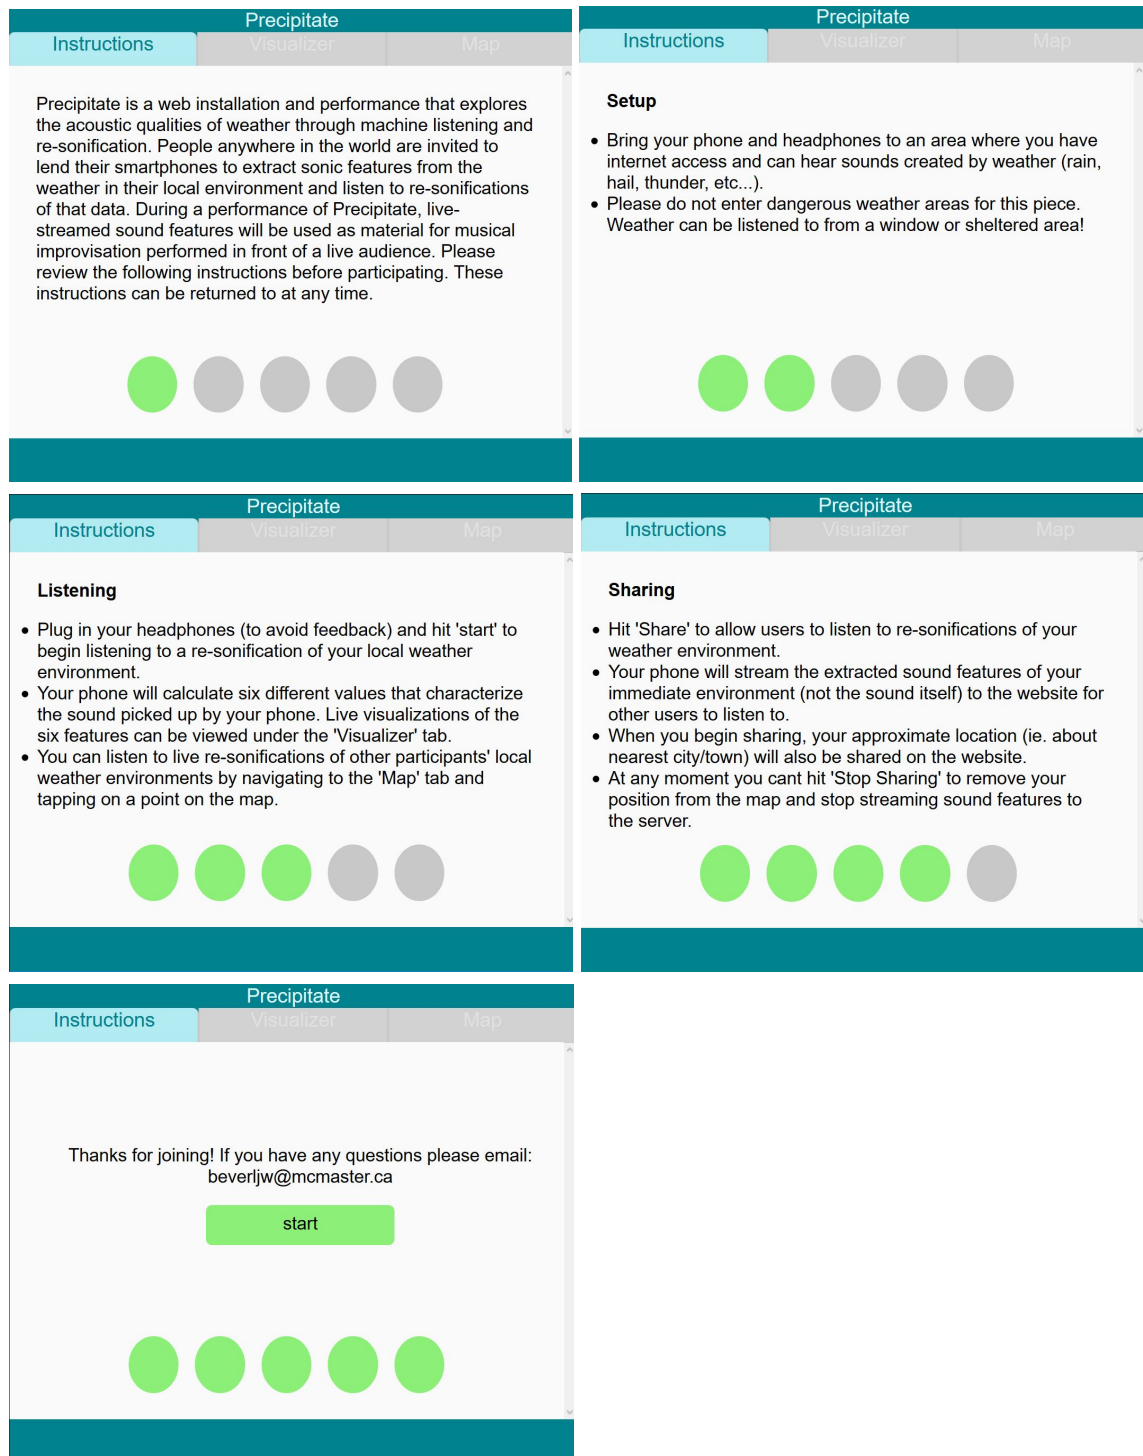 Precipitate
Instructions
Visualizer
Map
Precipitate is a web installation and performance that explores
the acoustic qualities of weather through machine listening and
re-sonification. People anywhere in the world are invited to
lend their smartphones to extract sonic features from the
weather in their local environment and listen to re-sonifications
of that data. During a performance of Precipitate, live-
streamed sound features will be used as material for musical
improvisation performed in front of a live audience. Please
review the following instructions before participating. These
instructions can be returned to at any time.
Precipitate
Instructions
Visualizer
Map
Setup
• Bring your phone and headphones to an area where you have
internet access and can hear sounds created by weather (rain,
hail, thunder, etc...).
• Please do not enter dangerous weather areas for this piece.
Weather can be listened to from a window or sheltered area!
Precipitate
Instructions
Visualizer
Map
Listening
• Plug in your headphones (to avoid feedback) and hit 'start' to
begin listening to a re-sonification of your local weather
environment.
• Your phone will calculate six different values that characterize
the sound picked up by your phone. Live visualizations of the
six features can be viewed under the 'Visualizer' tab.
• You can listen to live re-sonifications of other participants' local
weather environments by navigating to the 'Map' tab and
tapping on a point on the map.
Precipitate
Instructions
Visualizer
Map
Sharing
• Hit 'Share' to allow users to listen to re-sonifications of your
weather environment.
• Your phone will stream the extracted sound features of your
immediate environment (not the sound itself) to the website for
other users to listen to.
• When you begin sharing, your approximate location (ie. about
nearest city/town) will also be shared on the website.
• At any moment you cant hit 'Stop Sharing' to remove your
position from the map and stop streaming sound features to
the server.
Precipitate
Instructions
Visualizer
Map
Thanks for joining! If you have any questions please email:
beverljw@mcmaster.ca
start